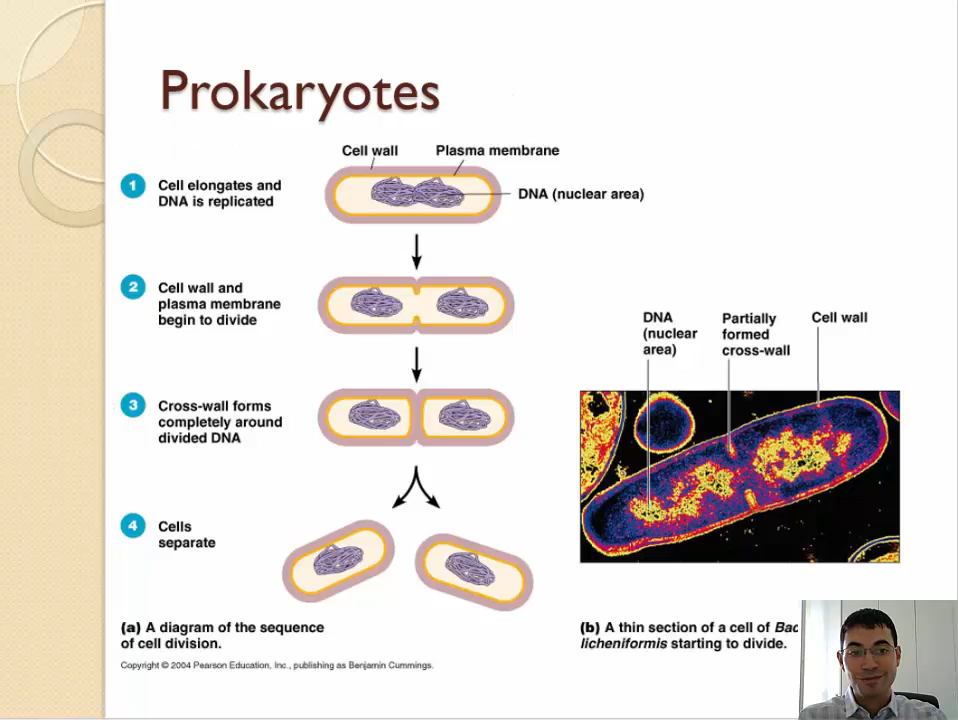 Prokaryotes
Cell wall
Plasma membrane
DNA (nuclear area)
1
Cell elongates and
DNA is replicated
2
Cell wall and
plasma membrane
begin to divide
3
Cross-wall forms
completely around
divided DNA
4
Cells
separate
(a) A diagram of the sequence
of cell division.
Copyright © 2004 Pearson Education, Inc., publishing as Benjamin Cummings.
DNA
(nuclear
area)
Partially
formed
cross-wall
Cell wall
(b) A thin section of a cell of
licheniformis starting to divide.